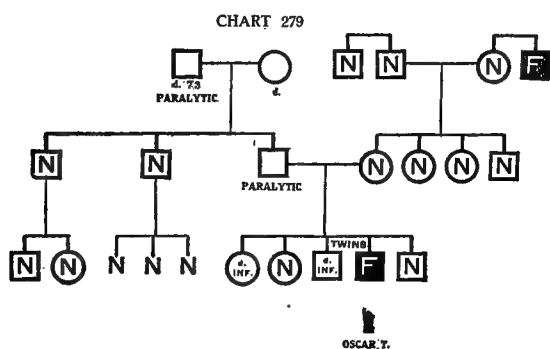 CHART 279
N N N F
d. 73 d.
PARALYTIC
N N PARALYTIC N N N N
N N N N N
TWINS
d. INF. N d. INF. F N
OSCAR T.